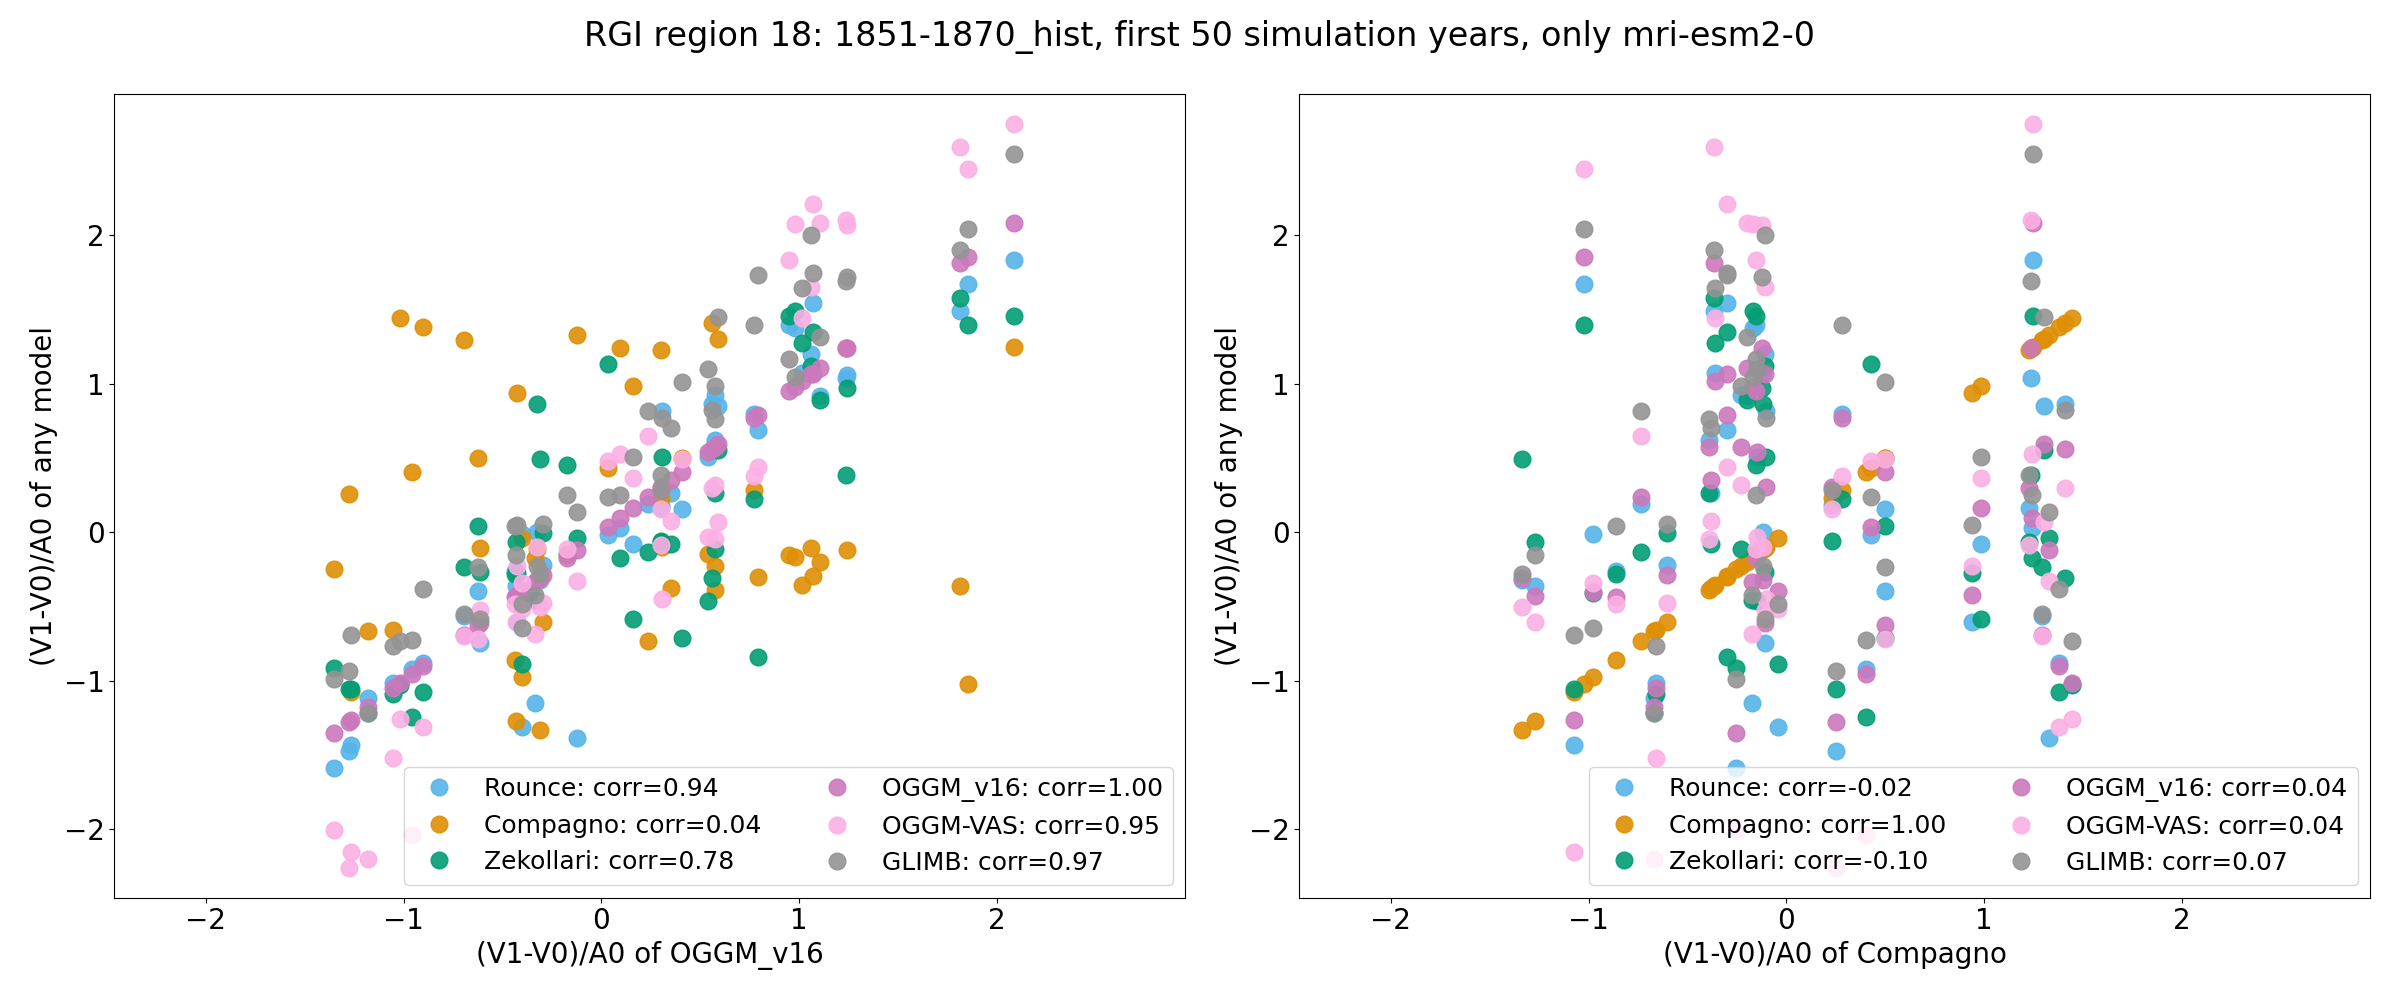 RGI region 18: 1851-1870_hist, first 50 simulation years, only mri-esm2-0
(V1-V0)/A0 of any model
2
1
0
−1
−2
Rounce: corr=0.94
Compagno: corr=0.04
Zekollari: corr=0.78
OGGM_v16: corr=1.00
OGGM-VAS: corr=0.95
GLIMB: corr=0.97
−2 −1 0 1 2
(V1-V0)/A0 of OGGM_v16
(V1-V0)/A0 of any model
2
1
0
−1
−2
Rounce: corr=-0.02
Compagno: corr=1.00
Zekollari: corr=-0.10
OGGM_v16: corr=0.04
OGGM-VAS: corr=0.04
GLIMB: corr=0.07
−2 −1 0 1 2
(V1-V0)/A0 of Compagno